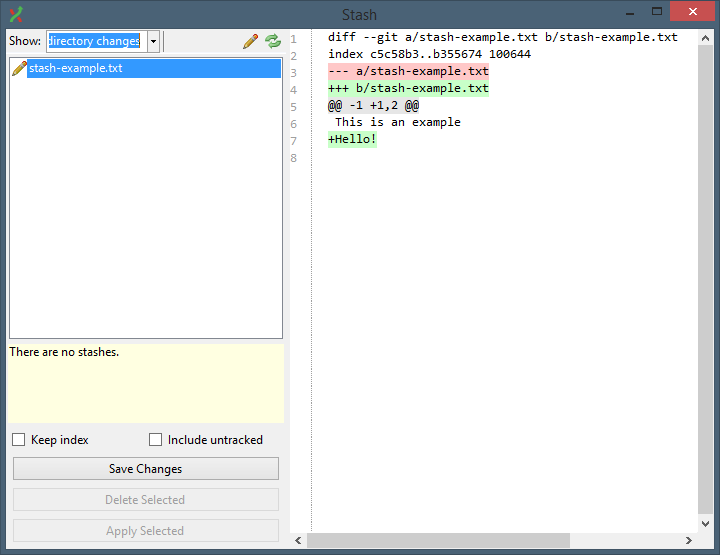 Stash
Show: directory changes
stash-example.txt
There are no stashes.
Keep index
Include untracked
Save Changes
Delete Selected
Apply Selected
1 diff --git a/stash-example.txt b/stash-example.txt
2 index c5c58b3..b355674 100644
3 --- a/stash-example.txt
4 +++ b/stash-example.txt
5 @@ -1 +1,2 @@
6 This is an example
7 +Hello!
8